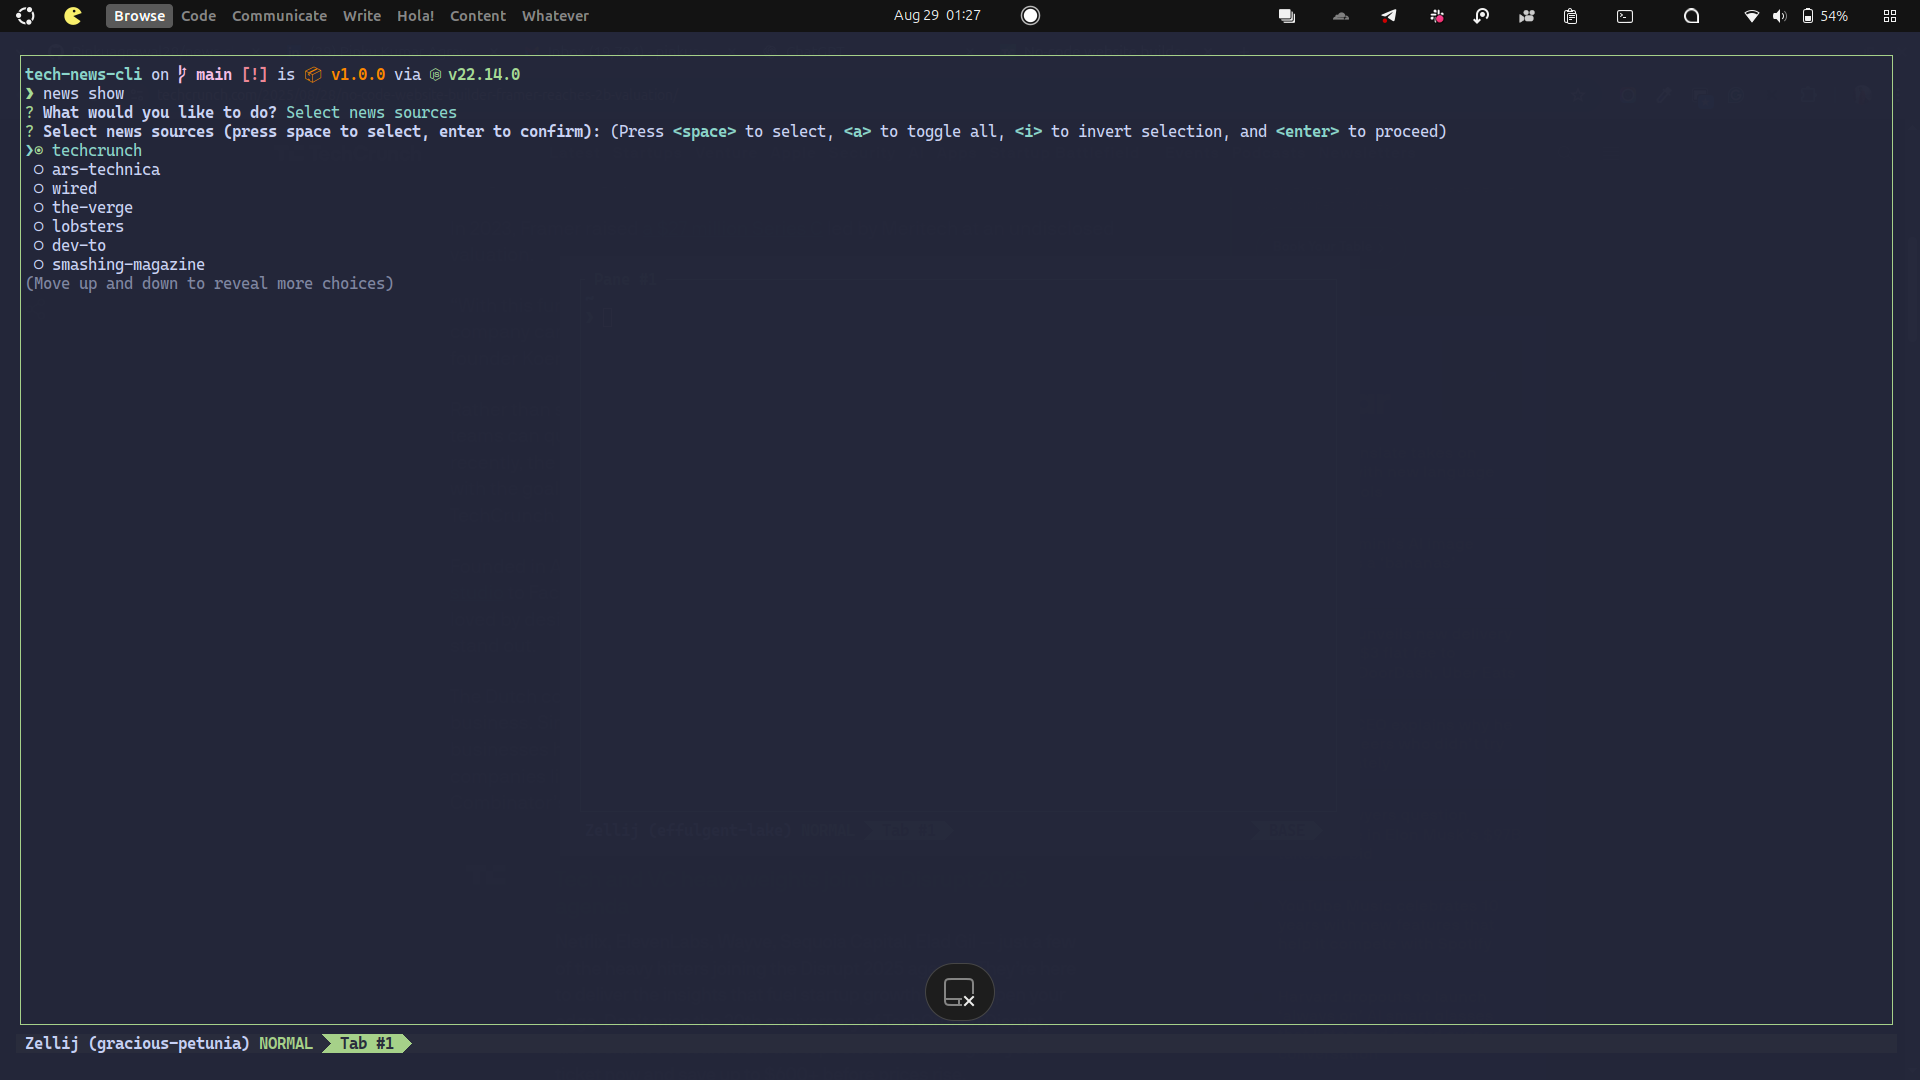 Browse Code Communicate Write Hola! Content Whatever Aug 29 01:27 54%
tech-news-cli on main [!] is v1.0.0 via v22.14.0
❯ news show
? What would you like to do? Select news sources
? Select news sources (press space to select, enter to confirm): (Press <space> to select, <a> to toggle all, <i> to invert selection, and <enter> to proceed)
❯◉ techcrunch
◯ ars-technica
◯ wired
◯ the-verge
◯ lobsters
◯ dev-to
◯ smashing-magazine
(Move up and down to reveal more choices)
Zellij (gracious-petunia) NORMAL Tab #1